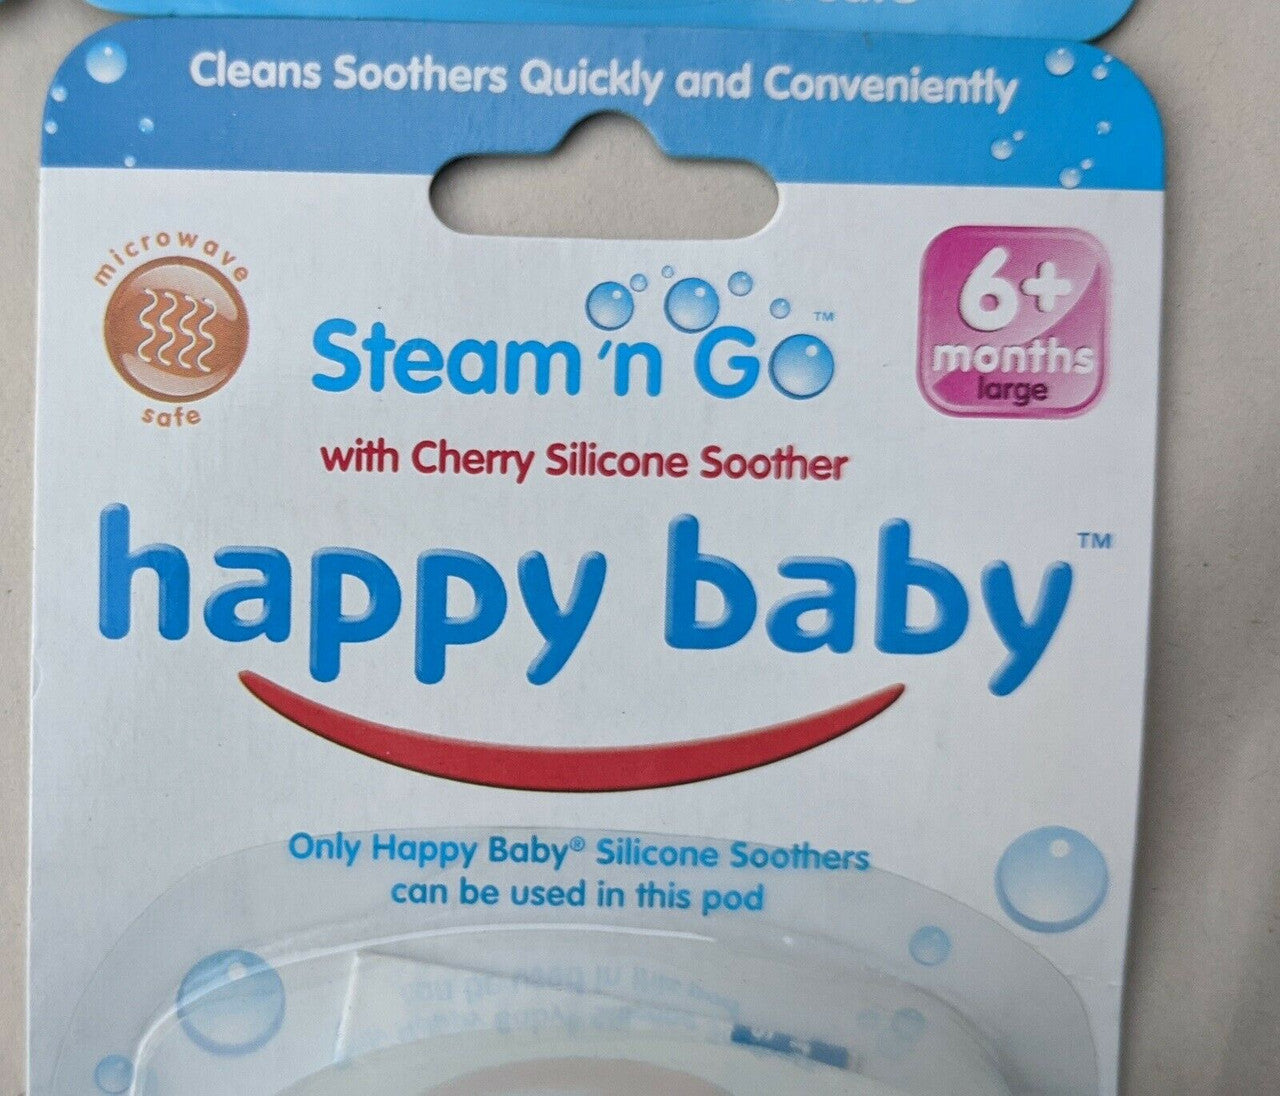 Cleans Soothers Quickly and Conveniently
microwave
safe
Steam 'n Go™
6+
months
large
with Cherry Silicone Soother
happy baby™
Only Happy Baby® Silicone Soothers
can be used in this pod